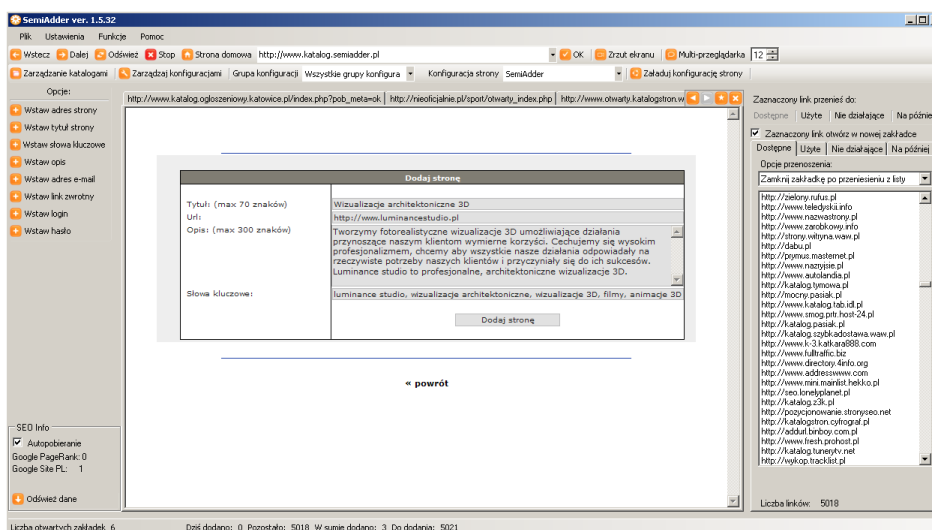 SemiAdder ver. 1.5.32
Plik Ustawienia Funkcje Pomoc
Wstecz Dalej Odśwież Stop Strona domowa http://www.katalog.semiadder.pl OK Zrzut ekranu Multi-przeglądarka 12
Zarządzanie katalogami Zarządzaj konfiguracjami Grupa konfiguracji Wszystkie grupy konfigura Konfiguracja strony SemiAdder Załaduj konfigurację strony
Opcje:
Wstaw adres strony
Wstaw tytuł strony
Wstaw słowa kluczowe
Wstaw opis
Wstaw adres e-mail
Wstaw link zwrotny
Wstaw login
Wstaw hasło
SEO Info
Autopobieranie
Google PageRank: 0
Google Site PL: 1
Odśwież dane
http://www.katalog.ogloszeniowy.katowice.pl/index.php?pob_meta=ok http://nieoficjalnie.pl/sport/otwarty_index.php http://www.otwarty.katalogstron.w
Dodaj stronę
Tytuł: (max 70 znaków) Wizualizacje architektoniczne 3D
Url: http://www.luminancestudio.pl
Opis: (max 300 znaków) Tworzymy fotorealistyczne wizualizacje 3D umożliwiające działania
przynoszące naszym klientom wymierne korzyści. Cechujemy się wysokim
profesjonalizmem, chcemy aby wszystkie nasze działania odpowiadały na
rzeczywiste potrzeby naszych klientów i przyczyniały się do ich sukcesów.
Luminance studio to profesjonalne, architektoniczne wizualizacje 3D.
Słowa kluczowe: luminance studio, wizualizacje architektoniczne, wizualizacje 3D, filmy, animacje 3D
Dodaj stronę
« powrót
Zaznaczony link przenieś do:
Dostępne Użyte Nie działające Na późnie
Zaznaczony link otwórz w nowej zakładce
Dostępne Użyte Nie działające Na później
Opcje przenoszenia:
Zamknij zakładkę po przeniesieniu z listy
http://zielony.rufus.pl
http://www.teledyskii.info
http://www.nazwastrony.pl
http://www.zarobkowy.info
http://strony.witryna.waw.pl
http://dabu.pl
http://prymus.masternet.pl
http://www.naszyjsie.pl
http://www.autolandia.pl
http://katalog.tymowa.pl
http://mocny.pasiak.pl
http://www.katalog.tab.idl.pl
http://www.smog.prtr.host-24.pl
http://katalog.pasiak.pl
http://katalog.szybkadostawa.waw.pl
http://www.k-3.katkara888.com
http://www.fulltraffic.biz
http://www.directory.4info.org
http://www.addresswww.com
http://www.mini.mainlist.hekko.pl
http://seo.lonelyplanet.pl
http://katalog.z3k.pl
http://pozycjonowanie.stronyseo.net
http://katalogstron.cyfrograf.pl
http://addurl.binboy.com.pl
http://www.fresh.prohost.pl
http://katalog.tunerytv.net
http://wykop.tracklist.pl
Liczba linków: 5018
Liczba otwartych zakładek 6 Dziś dodano: 0 Pozostało: 5018 W sumie dodano: 3 Do dodania: 5021